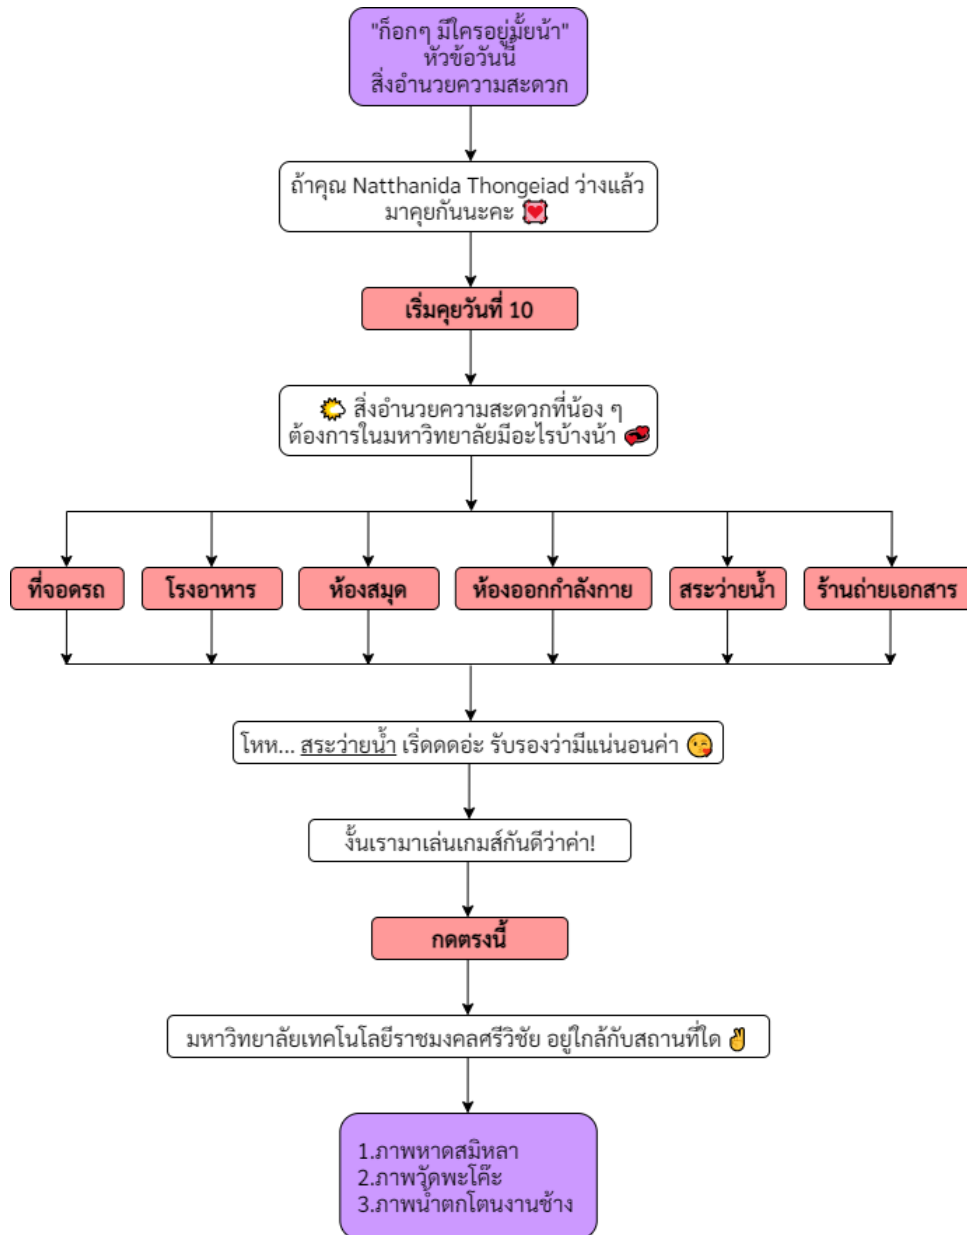 "ก็อกๆ มีใครอยู่มั้ยน้า"
หัวข้อวันนี้
สิ่งอำนวยความสะดวก
ถ้าคุณ Natthanida Thongeiad ว่างแล้ว
มาคุยกันนะคะ 💟
เริ่มคุยวันที่ 10
🌤 สิ่งอำนวยความสะดวกที่น้อง ๆ
ต้องการในมหาวิทยาลัยมีอะไรบ้างน้า 💞
ที่จอดรถ
โรงอาหาร
ห้องสมุด
ห้องออกกำลังกาย
สระว่ายน้ำ
ร้านถ่ายเอกสาร
โหห... สระว่ายน้ำ เริ่ดดดอ่ะ รับรองว่ามีแน่นอนค่า 😘
งั้นเรามาเล่นเกมส์กันดีว่าค่า!
กดตรงนี้
มหาวิทยาลัยเทคโนโลยีราชมงคลศรีวิชัย อยู่ใกล้กับสถานที่ใด ✌
1.ภาพหาดสมิหลา
2.ภาพวัดพะโค๊ะ
3.ภาพน้ำตกโตนงานช้าง